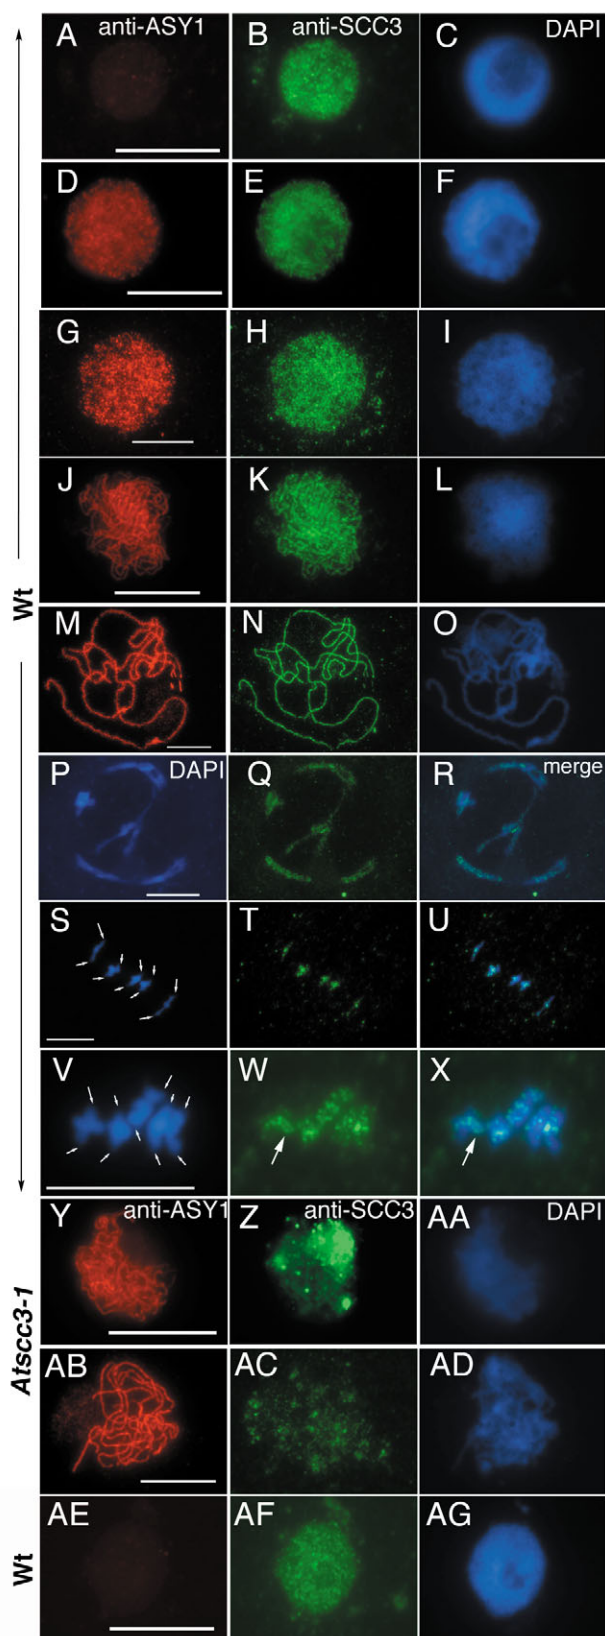 A anti-ASY1 B anti-SCC3 C DAPI
D E F
G H I
J K L
Wt
M N O
P DAPI Q R merge
S T U
V W X
Y anti-ASY1 Z anti-SCC3 AA DAPI
Atscc3-1
AB AC AD
Wt
AE AF AG